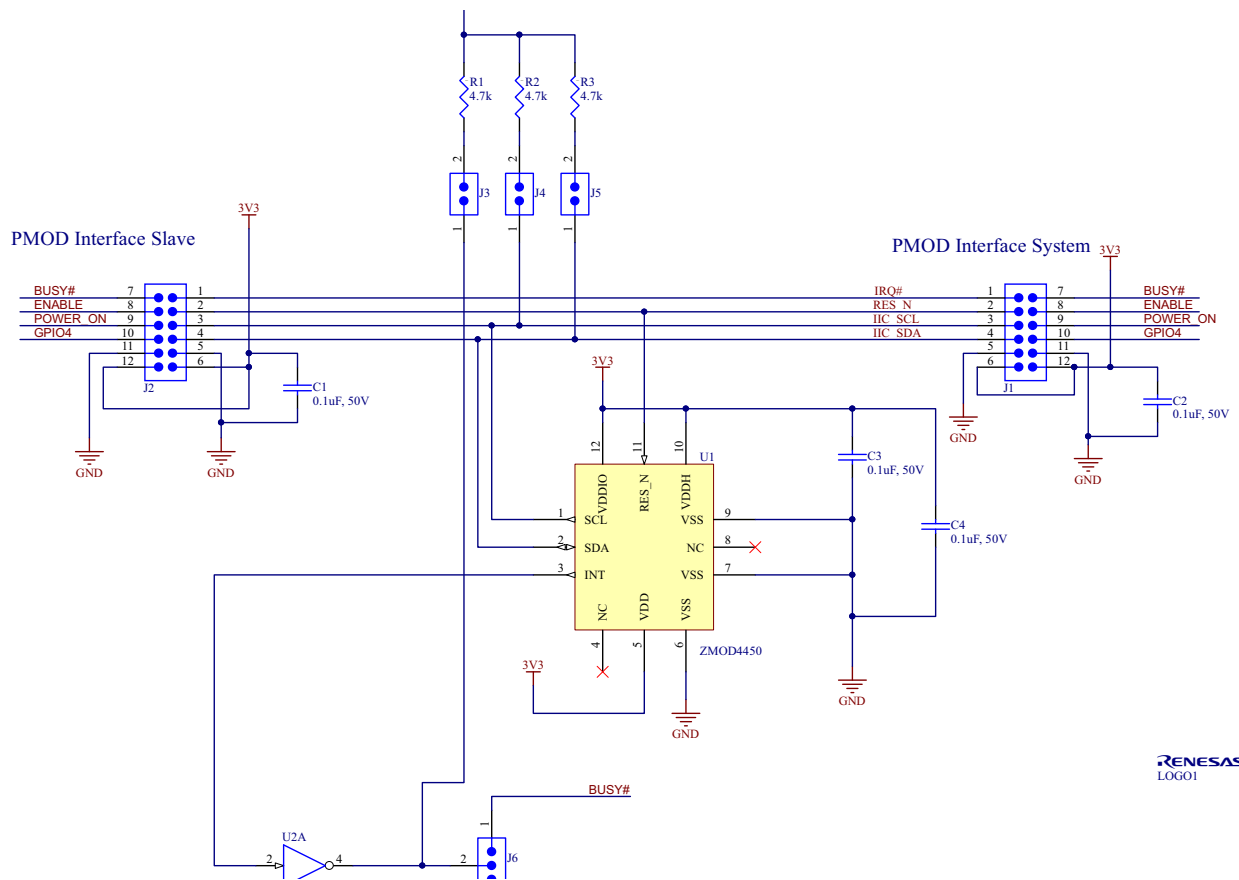 R1
4.7k
R2
4.7k
R3
4.7k
2
2
2
J3
J4
J5
1
1
1
3V3
PMOD Interface Slave
PMOD Interface System
3V3
BUSY#
7
1
IRQ#
1
7
BUSY#
ENABLE
8
2
RES_N
2
8
ENABLE
POWER_ON
9
3
IIC_SCL
3
9
POWER_ON
GPIO4
10
4
IIC_SDA
4
10
GPIO4
11
5
5
11
12
6
6
12
J2
J1
C1
0.1uF, 50V
C2
0.1uF, 50V
GND
GND
GND
GND
3V3
12
11
10
U1
VDDIO
RES_N
VDDH
C3
0.1uF, 50V
1
SCL
VSS
9
C4
0.1uF, 50V
2
SDA
NC
8
3
INT
VSS
7
NC
VDD
VSS
4
5
6
ZMOD4450
3V3
GND
GND
RENESAS
LOGO1
BUSY#
1
U2A
2
4
2
J6